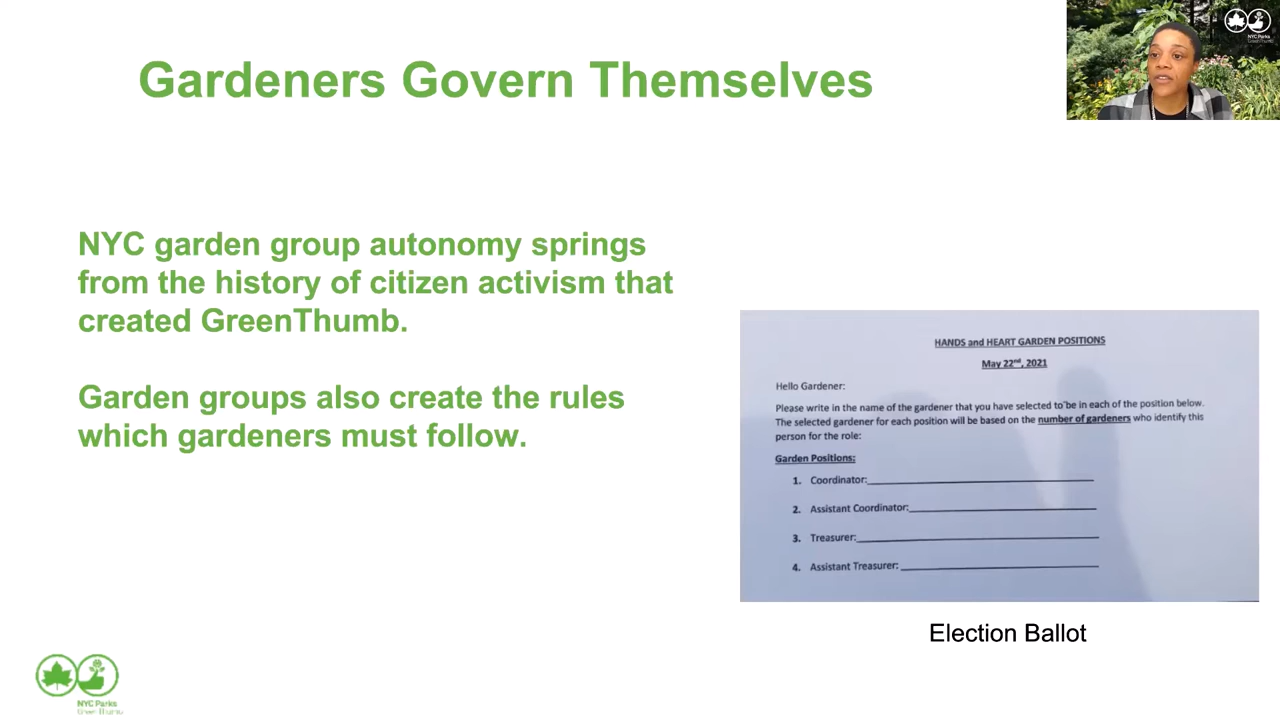 Gardeners Govern Themselves
NYC Parks
GreenThumb
NYC garden group autonomy springs
from the history of citizen activism that
created GreenThumb.
Garden groups also create the rules
which gardeners must follow.
HANDS and HEART GARDEN POSITIONS
May 22nd, 2021
Hello Gardener:
Please write in the name of the gardener that you have selected to be in each of the position below.
The selected gardener for each position will be based on the number of gardeners who identify this
person for the role:
Garden Positions:
1. Coordinator:
2. Assistant Coordinator:
3. Treasurer:
4. Assistant Treasurer:
Election Ballot
NYC Parks
GreenThumb